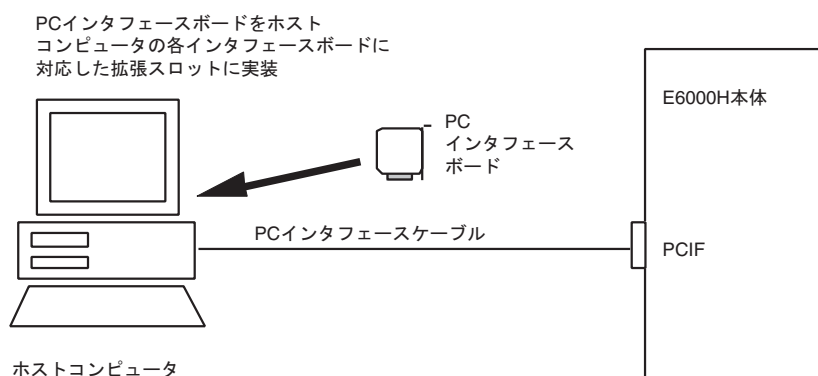 PCインタフェースボードをホスト
コンピュータの各インタフェースボードに
対応した拡張スロットに実装
E6000H本体
PC
インタフェース
ボード
PCインタフェースケーブル
PCIF
ホストコンピュータ